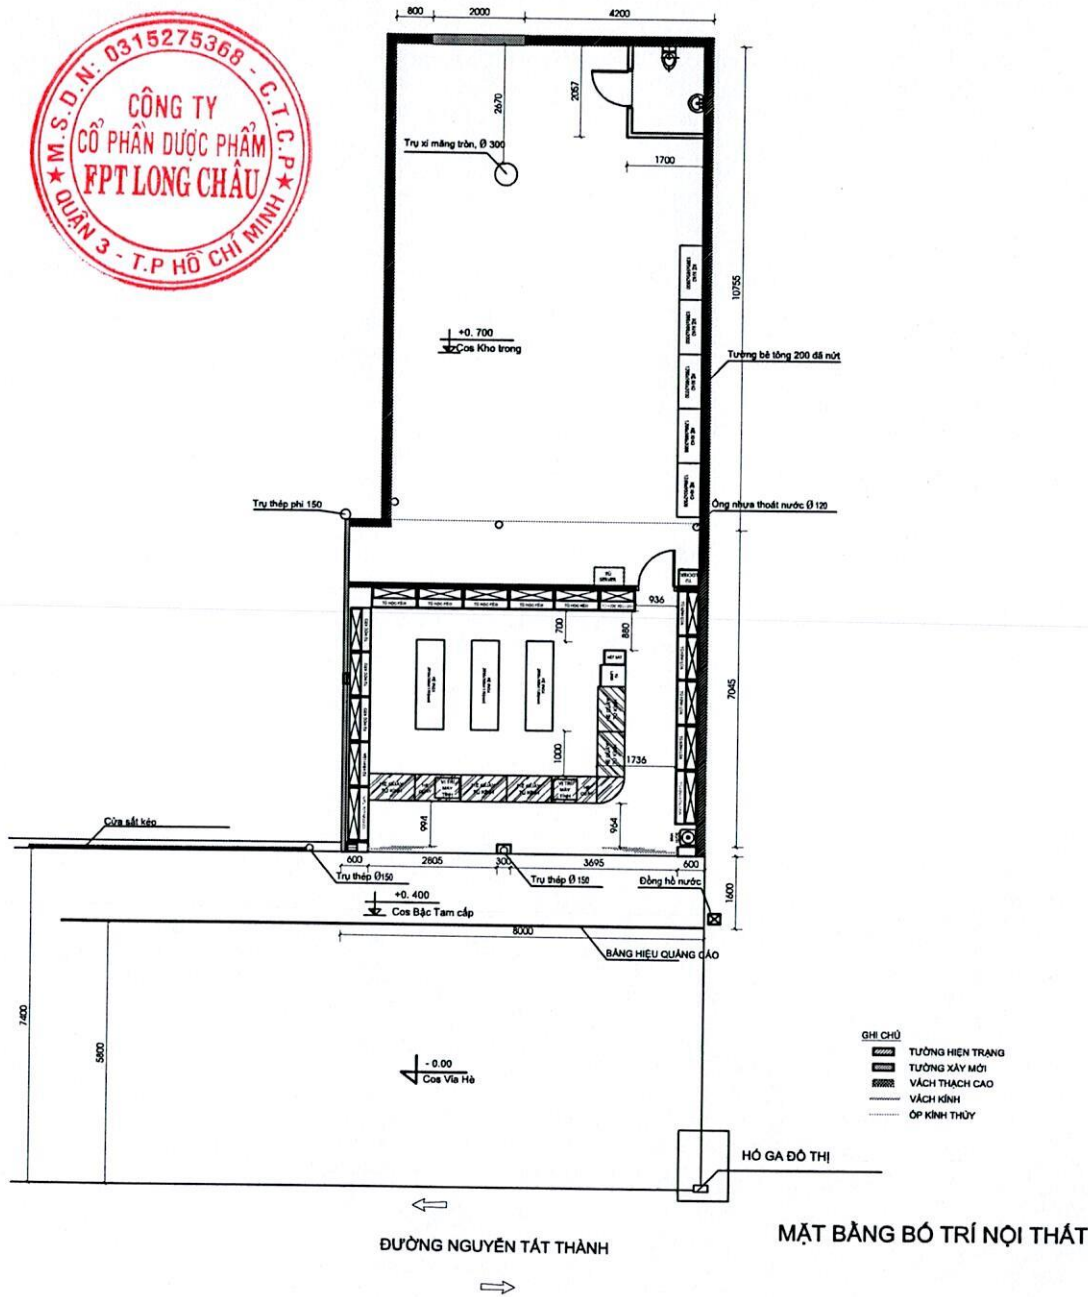 800
2000
4200
M.S.D.N: 0315275368 - C.T.C.P
CÔNG TY
CỔ PHẦN DƯỢC PHẨM
FPT LONG CHÂU
QUẬN 3 - T.P HỒ CHÍ MINH
2670
2057
Trụ xi măng tròn, Ø 300
1700
10755
+0. 700
Cos Kho trong
Tường bê tông 200 đã nứt
Trụ thép phi 150
Ống nhựa thoát nước Ø 120
936
700
880
7045
1000
1736
994
964
Cửa sắt kéo
600
2805
300
3695
600
Trụ thép Ø150
Trụ thép Ø 150
Đồng hồ nước
1600
+0. 400
Cos Bậc Tam cấp
8000
BẢNG HIỆU QUẢNG CÁO
7400
5800
- 0.00
Cos Vỉa Hè
GHI CHÚ
TƯỜNG HIỆN TRẠNG
TƯỜNG XÂY MỚI
VÁCH THẠCH CAO
VÁCH KÍNH
ỐP KÍNH THỦY
HỐ GA ĐÔ THỊ
ĐƯỜNG NGUYỄN TẤT THÀNH
MẶT BẰNG BỐ TRÍ NỘI THẤT